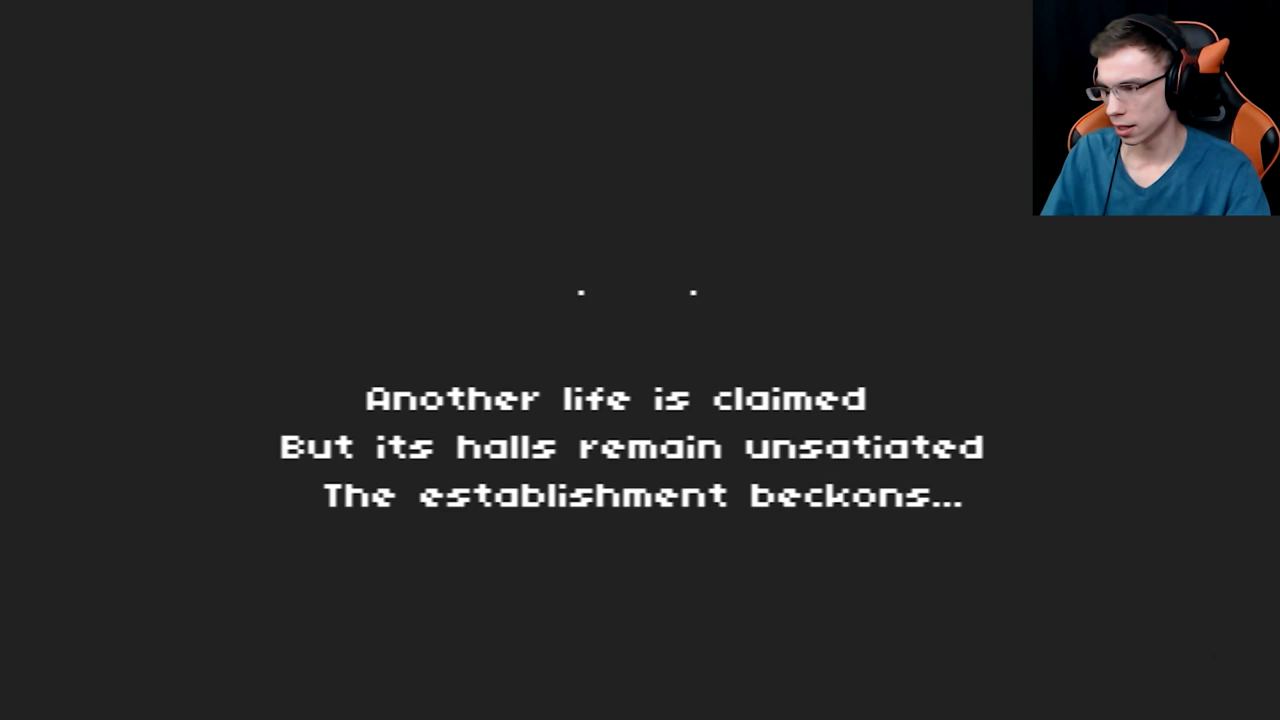 Another life is claimed
But its halls remain unsatiated
The establishment beckons...